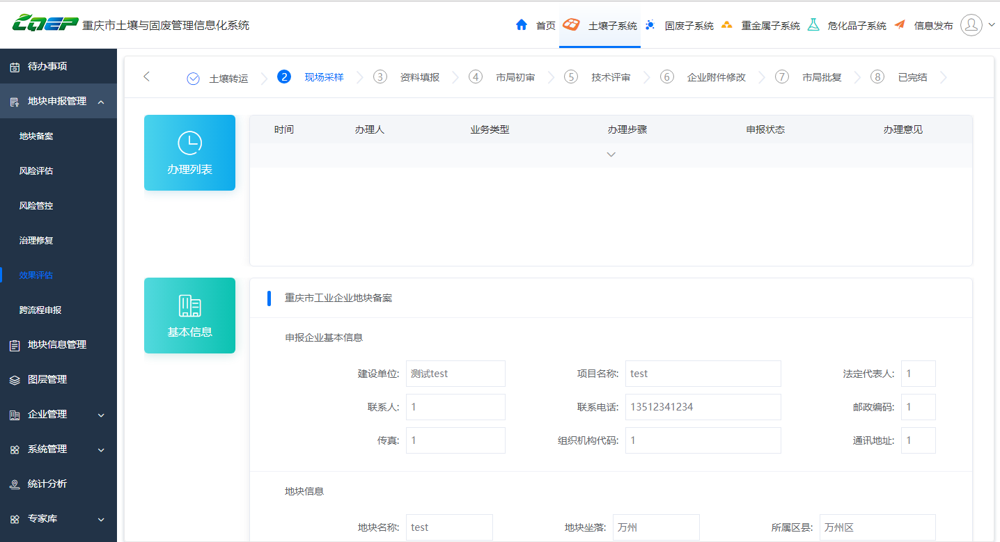 CQEP 重庆市土壤与固废管理信息化系统 首页 土壤子系统 固废子系统 重金属子系统 危化品子系统 信息发布
待办事项
地块申报管理
地块备案
风险评估
风险管控
治理修复
效果评估
跨流程申报
地块信息管理
图层管理
企业管理
系统管理
统计分析
专家库
土壤转运 2 现场采样 3 资料填报 4 市局初审 5 技术评审 6 企业附件修改 7 市局批复 8 已完结
办理列表
时间 办理人 业务类型 办理步骤 申报状态 办理意见
基本信息
重庆市工业企业地块备案
申报企业基本信息
建设单位: 测试test 项目名称: test 法定代表人: 1
联系人: 1 联系电话: 13512341234 邮政编码: 1
传真: 1 组织机构代码: 1 通讯地址: 1
地块信息
地块名称: test 地块坐落: 万州 所属区县: 万州区